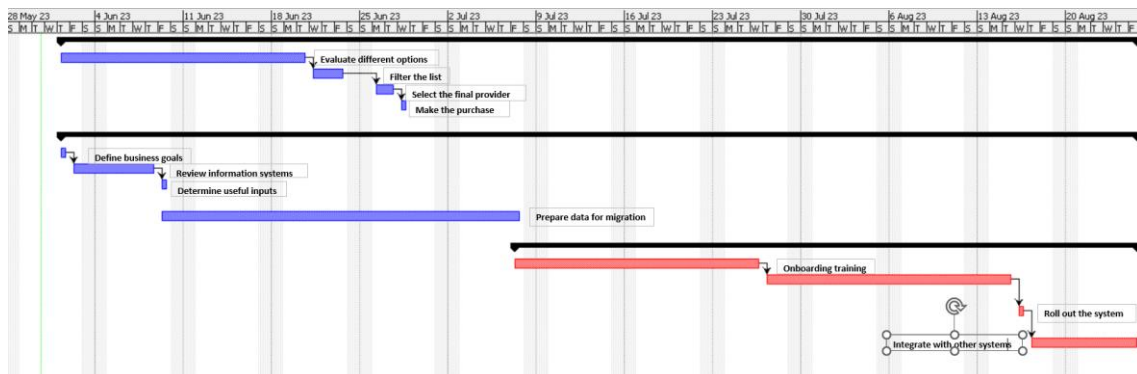 28 May 23 4 Jun 23 11 Jun 23 18 Jun 23 25 Jun 23 2 Jul 23 9 Jul 23 16 Jul 23 23 Jul 23 30 Jul 23 6 Aug 23 13 Aug 23 20 Aug 23
S M T W T F S S M T W T F S S M T W T F S S M T W T F S S M T W T F S S M T W T F S S M T W T F S S M T W T F S S M T W T F S S M T W T F S S M T W T F S S M T W T F S S M T W T F
Evaluate different options
Filter the list
Select the final provider
Make the purchase
Define business goals
Review information systems
Determine useful inputs
Prepare data for migration
Onboarding training
Roll out the system
Integrate with other systems